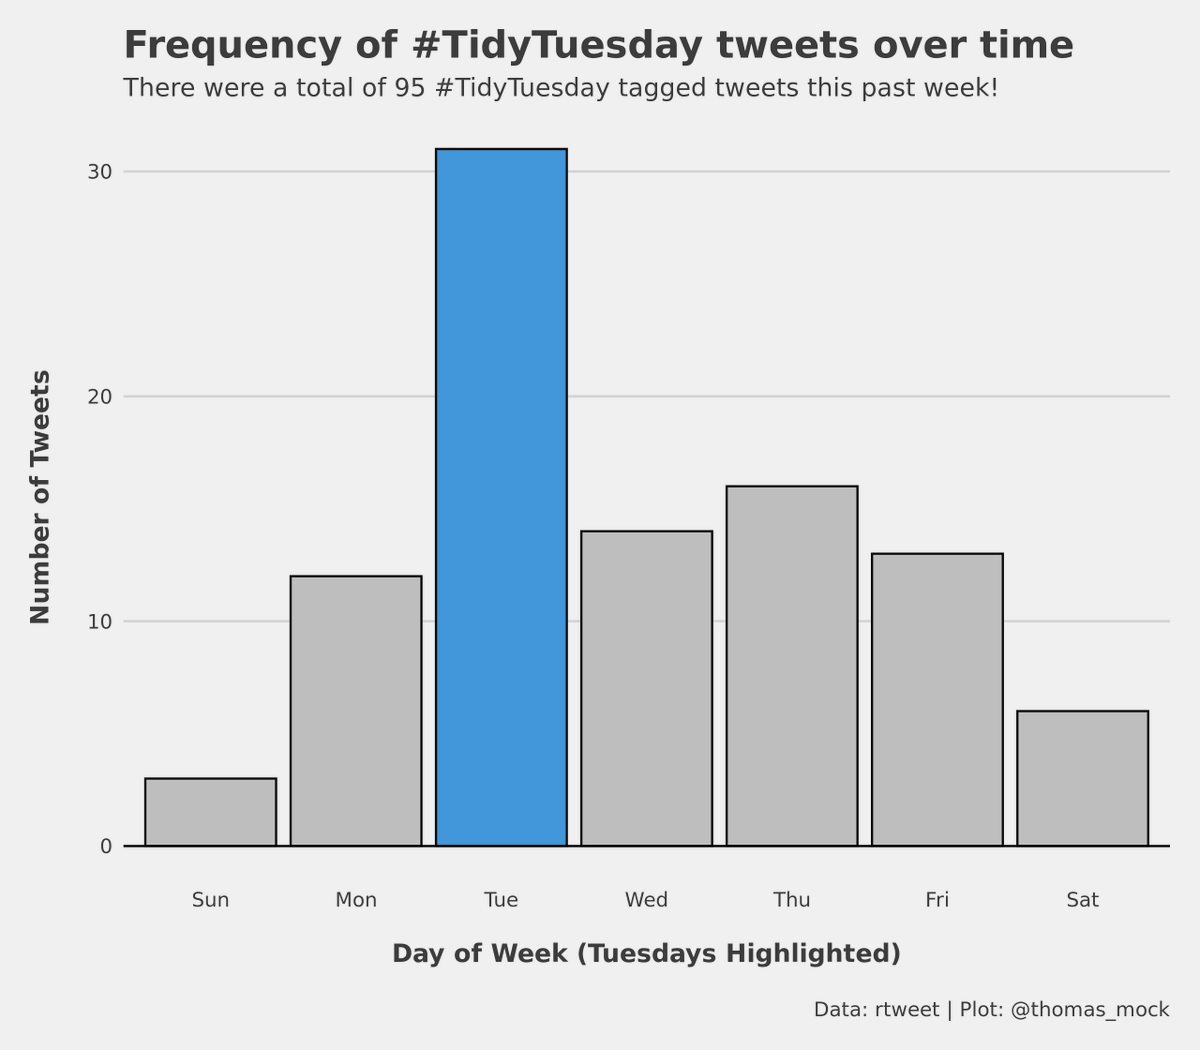 Frequency of #TidyTuesday tweets over time
There were a total of 95 #TidyTuesday tagged tweets this past week!
Number of Tweets
30
20
10
0
Sun Mon Tue Wed Thu Fri Sat
Day of Week (Tuesdays Highlighted)
Data: rtweet | Plot: @thomas_mock